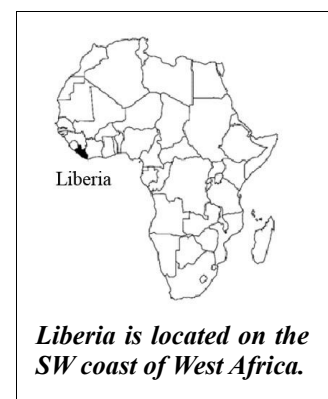 Liberia
Liberia is located on the
SW coast of West Africa.